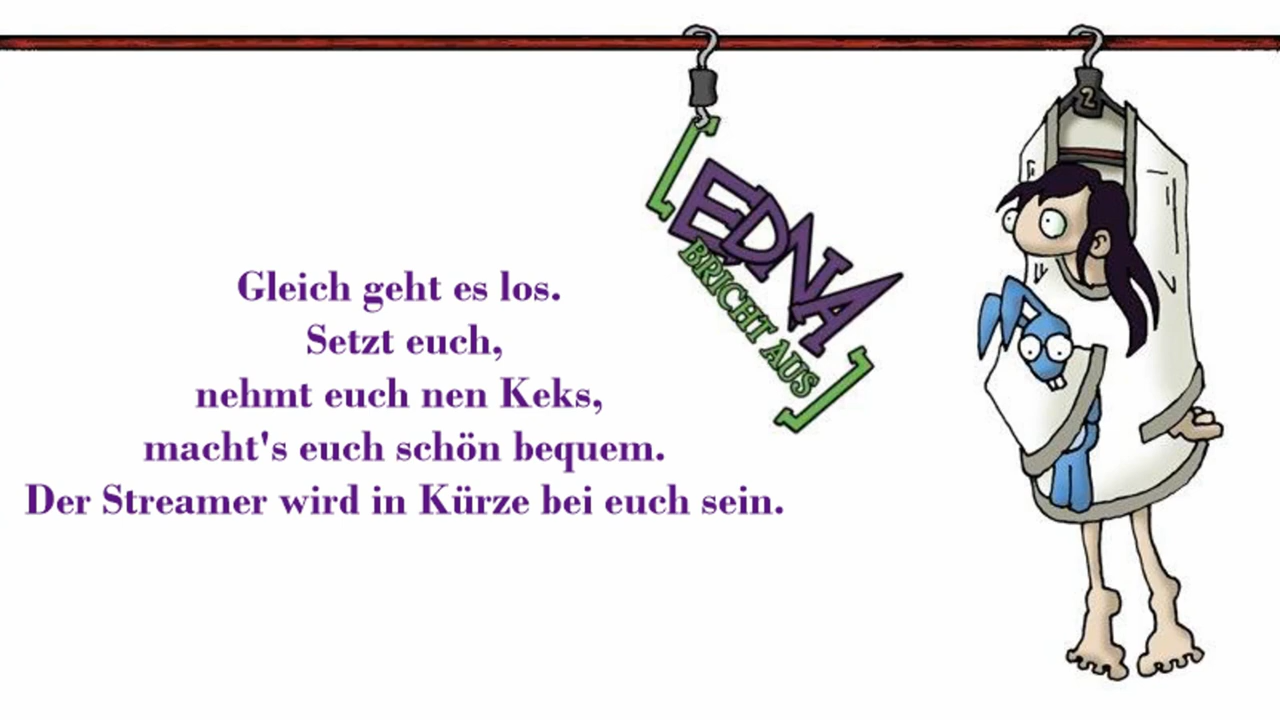 2
[EDNA
BRICHT AUS]
Gleich geht es los.
Setzt euch,
nehmt euch nen Keks,
macht's euch schön bequem.
Der Streamer wird in Kürze bei euch sein.